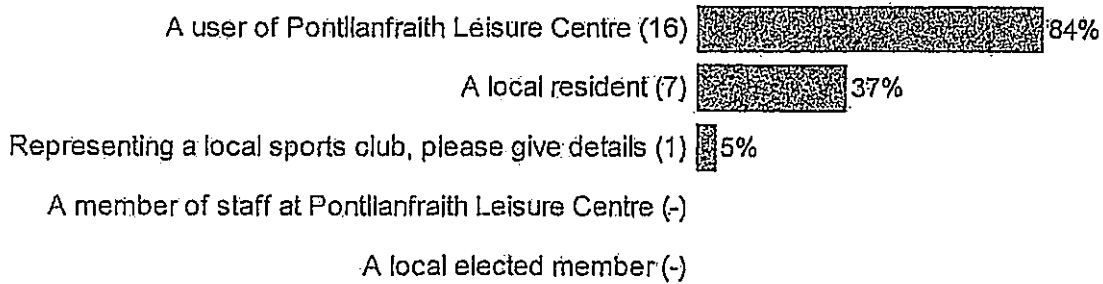 A user of Pontllanfraith Leisure Centre (16) 84%
A local resident (7) 37%
Representing a local sports club, please give details (1) 5%
A member of staff at Pontllanfraith Leisure Centre (-)
A local elected member (-)